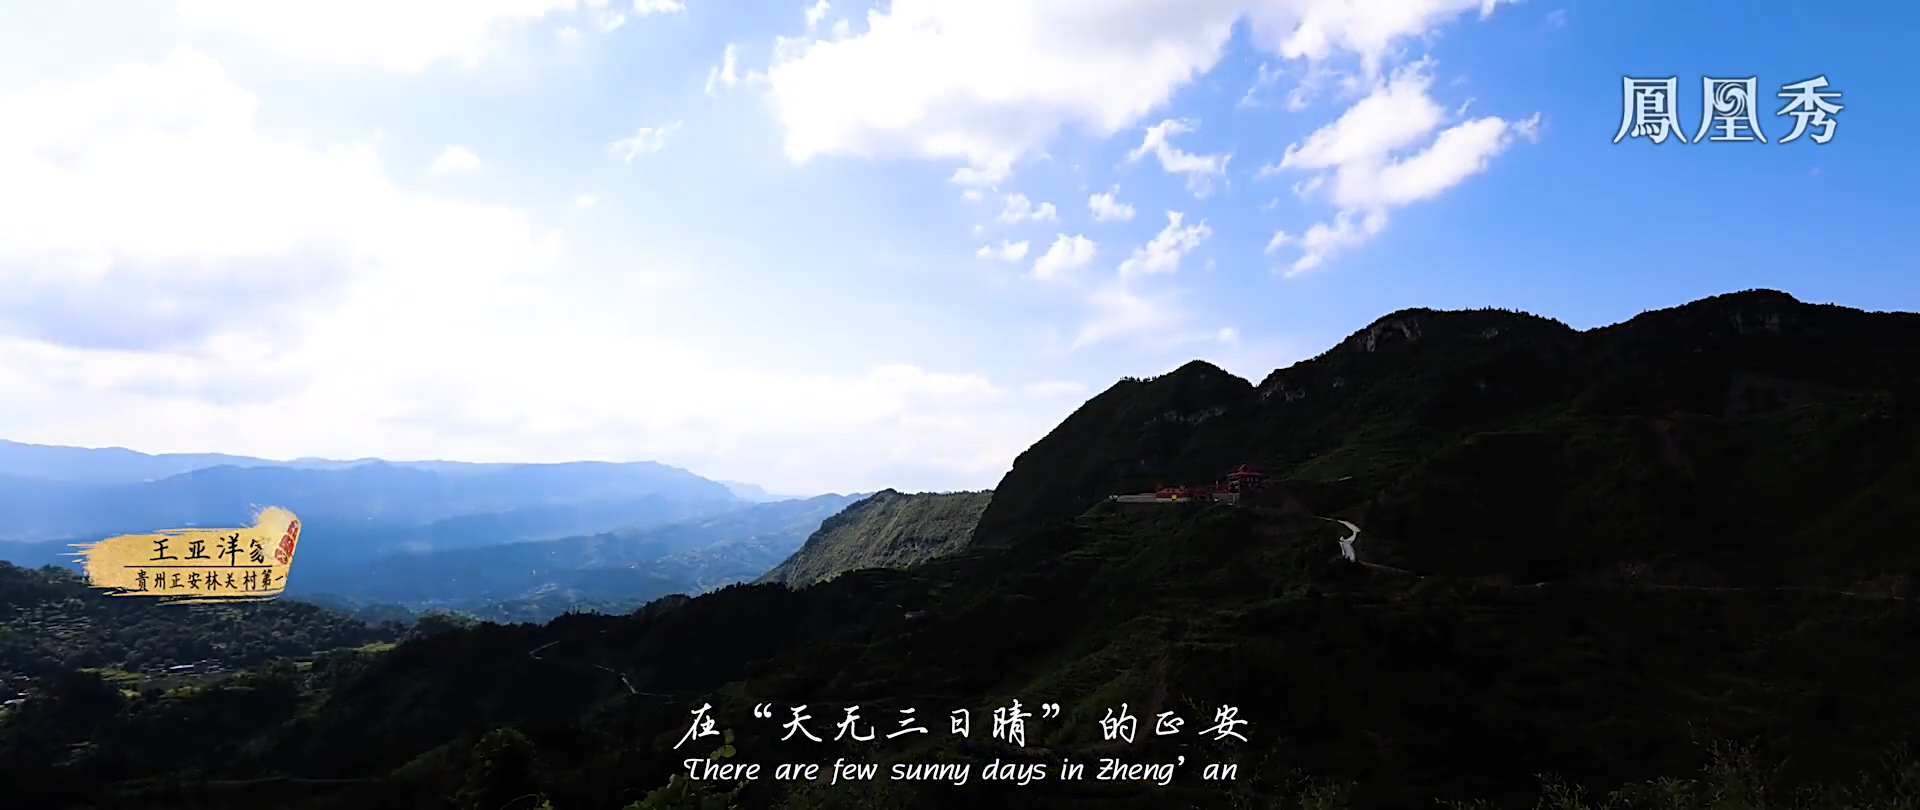 鳳凰秀
王亚洋
贵州正安林关村第一
在“天无三日晴”的正安
There are few sunny days in Zheng’an